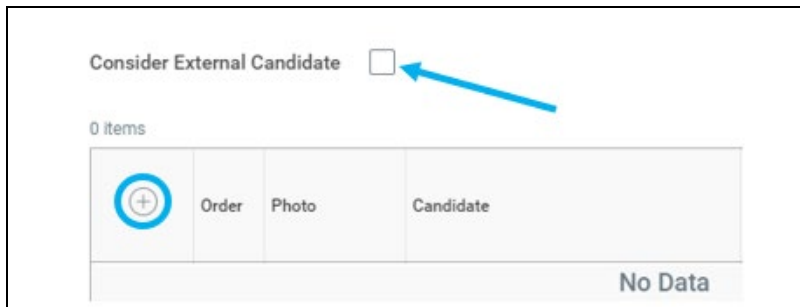 Consider External Candidate
0 items
Order Photo Candidate
No Data